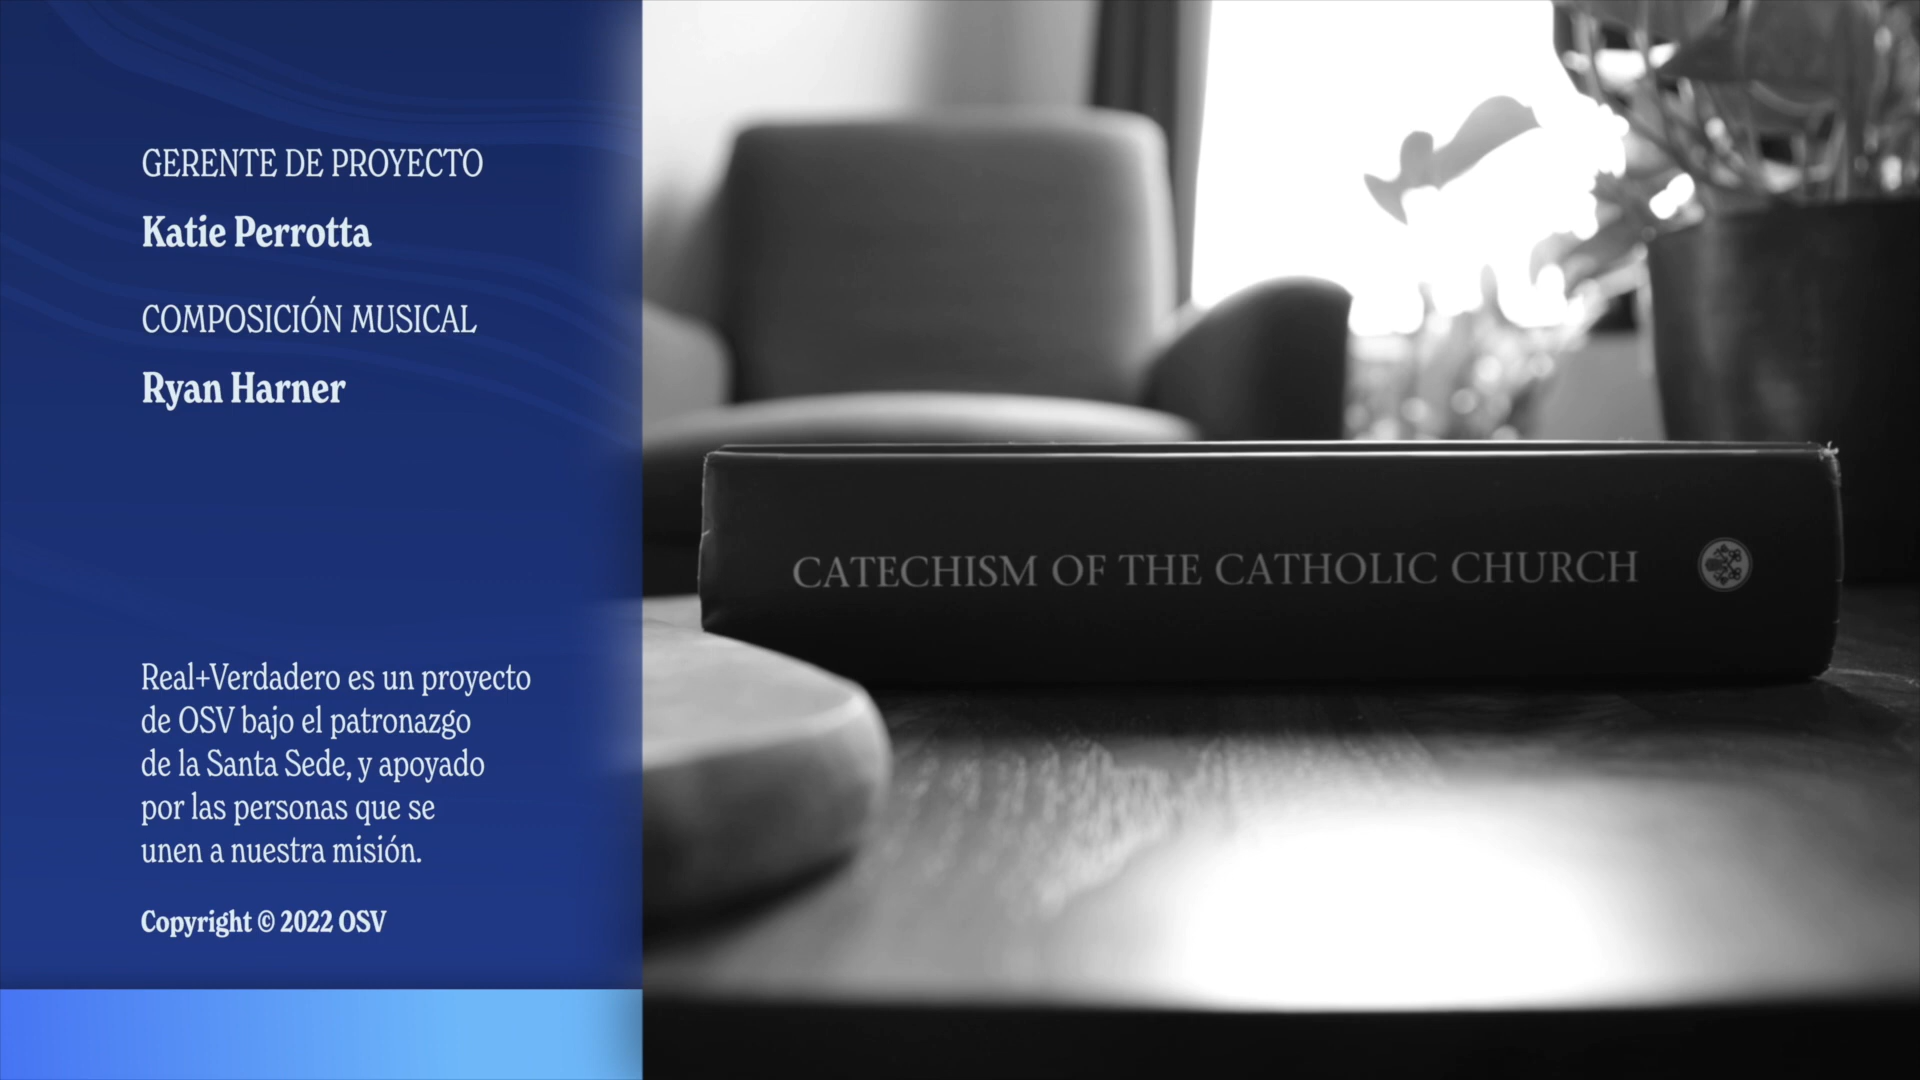 GERENTE DE PROYECTO
Katie Perrotta
COMPOSICIÓN MUSICAL
Ryan Harner
Real+Verdadero es un proyecto
de OSV bajo el patronazgo
de la Santa Sede, y apoyado
por las personas que se
unen a nuestra misión.
Copyright © 2022 OSV
CATECHISM OF THE CATHOLIC CHURCH